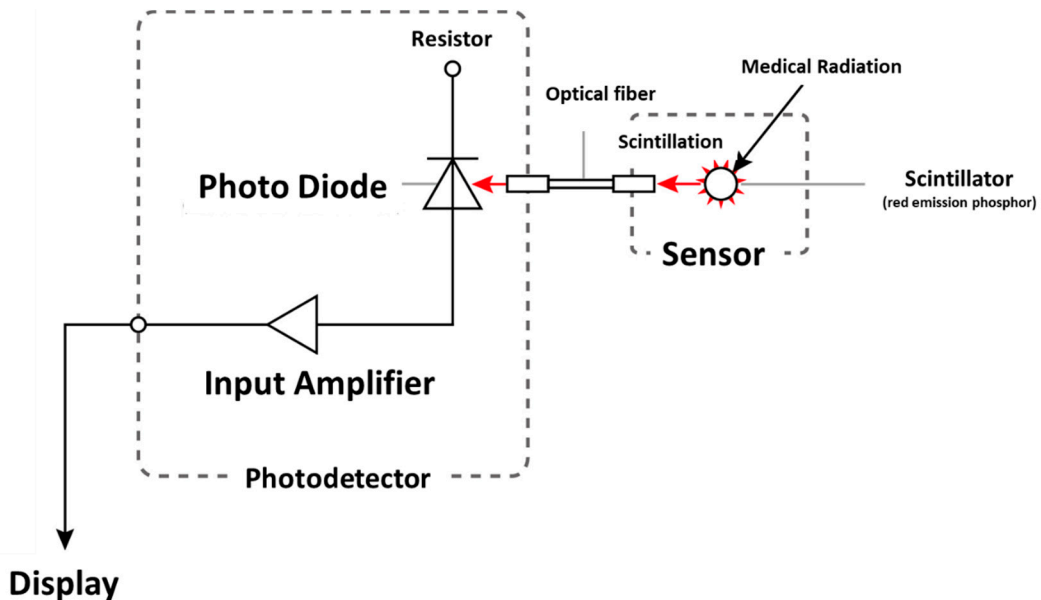 Resistor
Medical Radiation
Optical fiber
Scintillation
Photo Diode
Scintillator
(red emission phosphor)
Sensor
Input Amplifier
Photodetector
Display